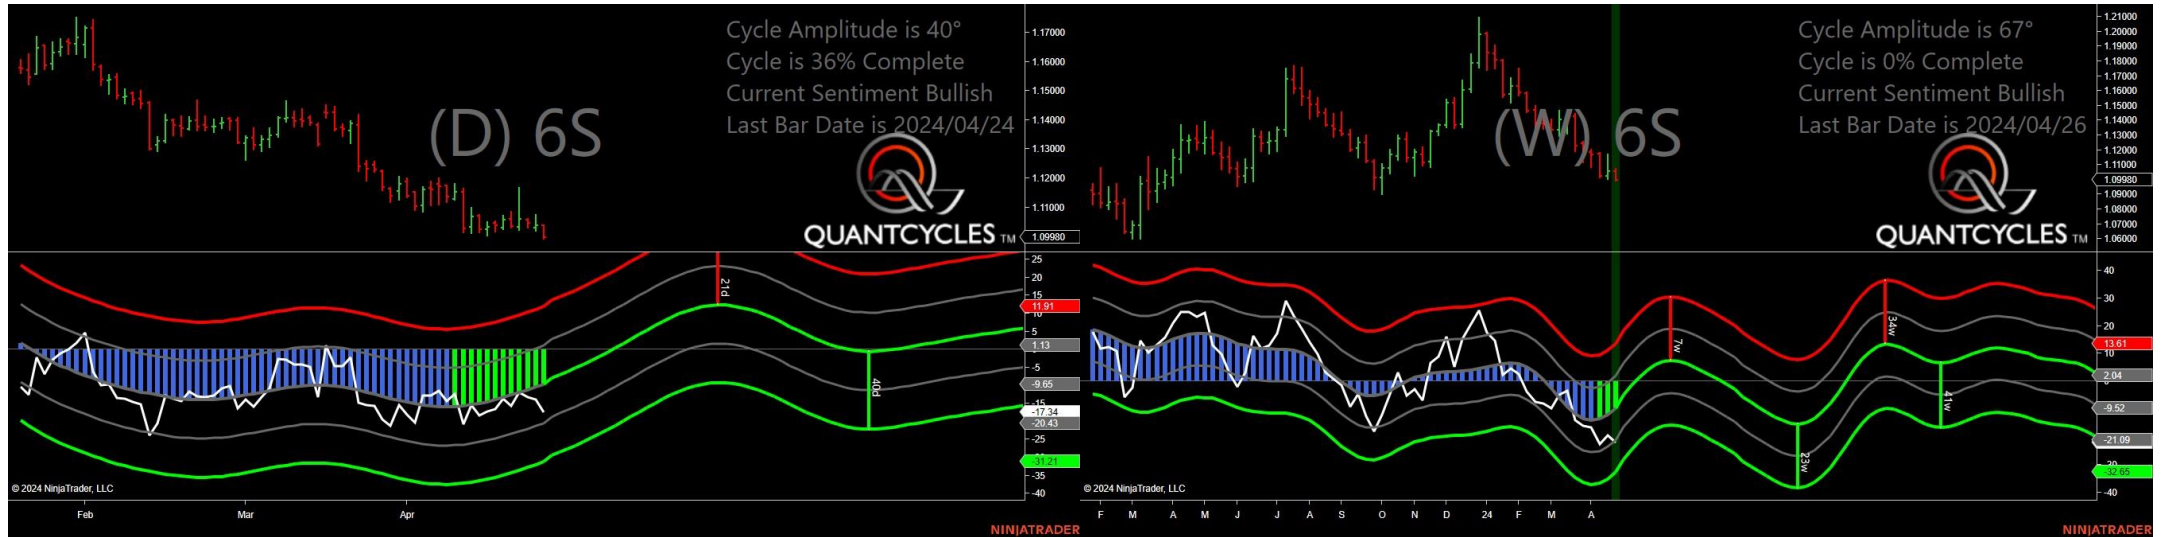 Cycle Amplitude is 40°
Cycle is 36% Complete
Current Sentiment Bullish
Last Bar Date is 2024/04/24
(D) 6S
QUANTCYCLES TM
1.17000
1.16000
1.15000
1.14000
1.13000
1.12000
1.11000
1.09980
21d
40d
25
20
15
11.91
10
5
1.13
-5
-9.65
-15
-17.34
-20.43
-25
-31.21
-35
-40
© 2024 NinjaTrader, LLC
Feb Mar Apr
NINJATRADER
Cycle Amplitude is 67°
Cycle is 0% Complete
Current Sentiment Bullish
Last Bar Date is 2024/04/26
(W) 6S
QUANTCYCLES TM
1.21000
1.20000
1.19000
1.18000
1.17000
1.16000
1.15000
1.14000
1.13000
1.12000
1.11000
1.09980
1.09000
1.08000
1.07000
1.06000
7w
23w
34w
41w
40
30
20
13.61
10
2.04
-9.52
-21.09
-32.65
-40
© 2024 NinjaTrader, LLC
F M A M J J A S O N D 24 F M A
NINJATRADER